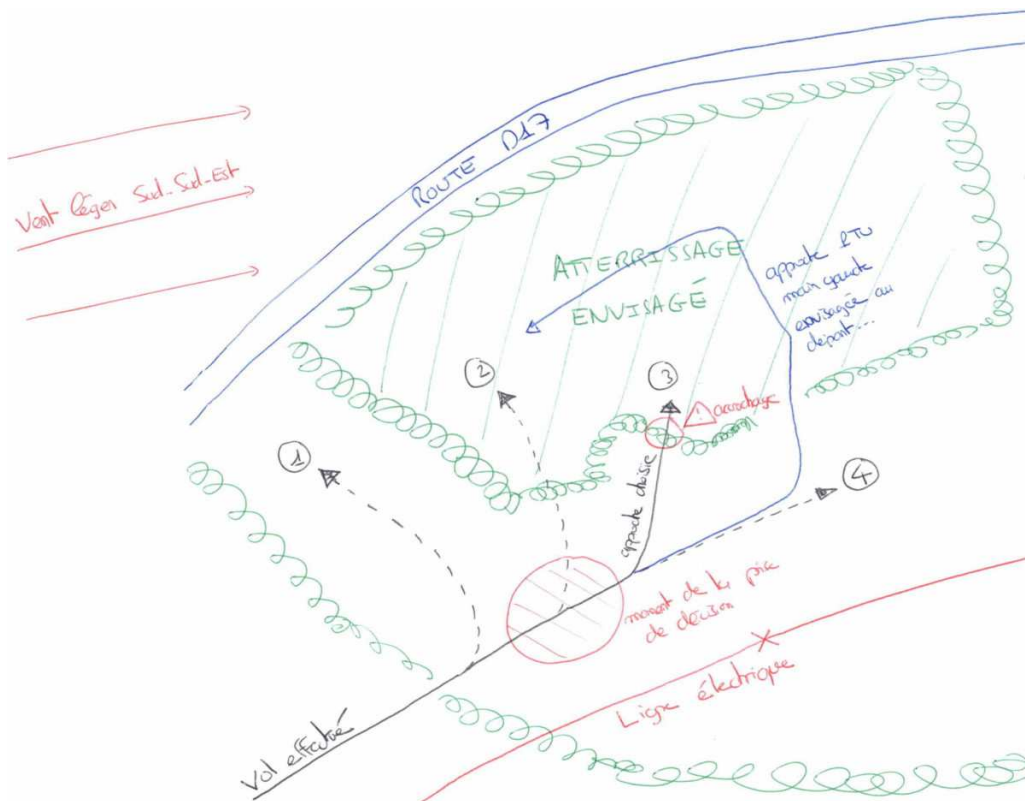 ROUTE D17
Vent léger Sud-Sud-Est
ATTERRISSAGE
ENVISAGÉ
approche PTU
main gauche
envisagée au
départ...
2
3
accrochage
1
approche choisie
4
moment de la prise
de décision
Ligne électrique
Vol effectué